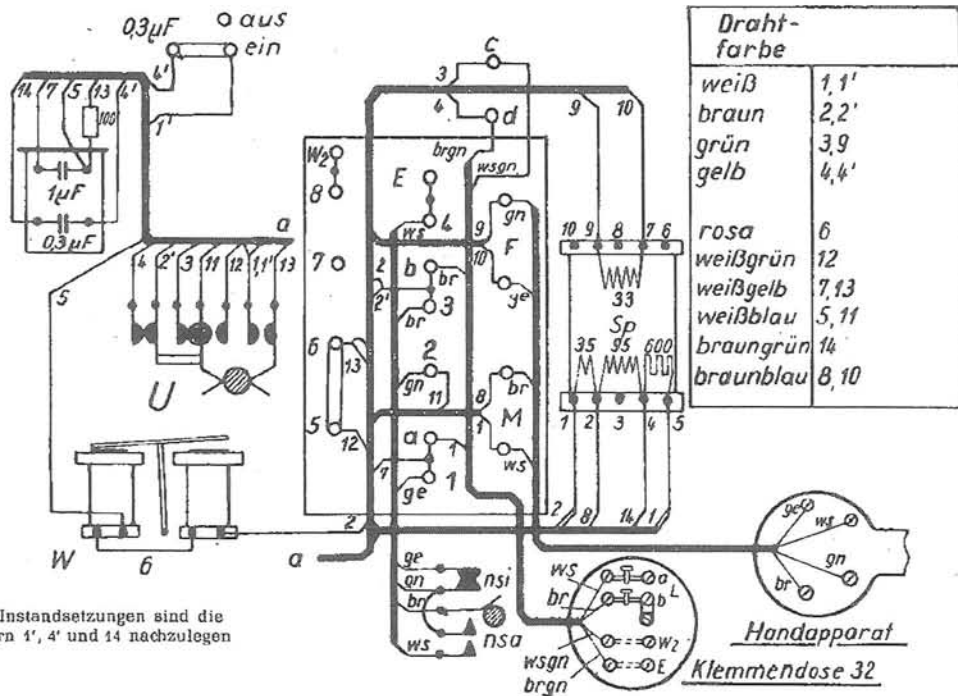 0,3µF
aus
ein
4'
1'
14 7 5 13 4'
100
1µF
0,3µF
a
5
4 2' 3 11 12 1,1' 13
U
W
6
2
a
Instandsetzungen sind die
rn 1', 4' und 14 nachzulegen
c
3
4
d
brgn
wsgn
9
10
W2
8
E
4
ws
7
b
br
3
br
2
2'
9
10
gn
F
ge
6
5
13
12
2
gn
11
8
1
br
M
ws
a
1
7
ge
1
10 9 8 7 6
33
Sp
35 95 600
1 2 3 4 5
2 8 14 1
ge
gn
br
ws
nsi
nsa
ws
br
wsgn
brgn
a
L
b
W2
E
Klemmendose 32
ge
ws
gn
br
Handapparat
Draht-
farbe
weiß 1,1'
braun 2,2'
grün 3,9
gelb 4,4'
rosa 6
weißgrün 12
weißgelb 7,13
weißblau 5,11
braungrün 14
braunblau 8,10